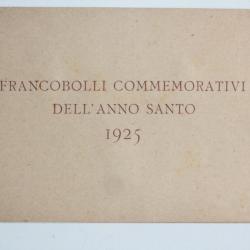 FRANCOBOLLI COMMEMORATIVI
DELL'ANNO SANTO
1925